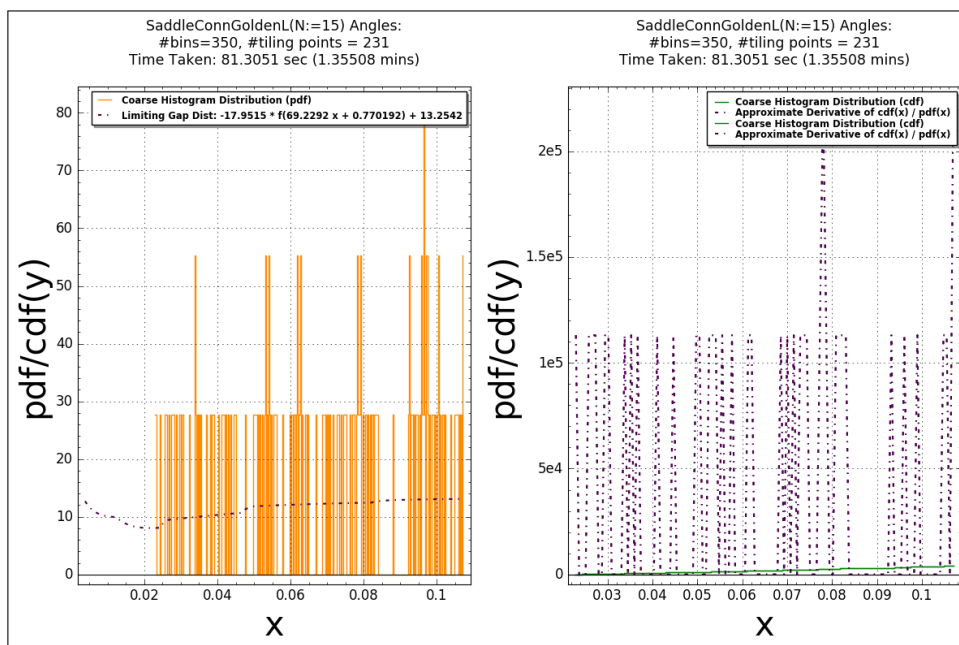 SaddleConnGoldenL(N:=15) Angles:
#bins=350, #tiling points = 231
Time Taken: 81.3051 sec (1.35508 mins)
Coarse Histogram Distribution (pdf)
Limiting Gap Dist: -17.9515 * f(69.2292 x + 0.770192) + 13.2542
80
70
60
50
40
30
20
10
0
0.02
0.04
0.06
0.08
0.1
pdf/cdf(y)
x
SaddleConnGoldenL(N:=15) Angles:
#bins=350, #tiling points = 231
Time Taken: 81.3051 sec (1.35508 mins)
Coarse Histogram Distribution (cdf)
Approximate Derivative of cdf(x) / pdf(x)
Coarse Histogram Distribution (cdf)
Approximate Derivative of cdf(x) / pdf(x)
2e5
1.5e5
1e5
5e4
0
0.03
0.04
0.05
0.06
0.07
0.08
0.09
0.1
pdf/cdf(y)
x